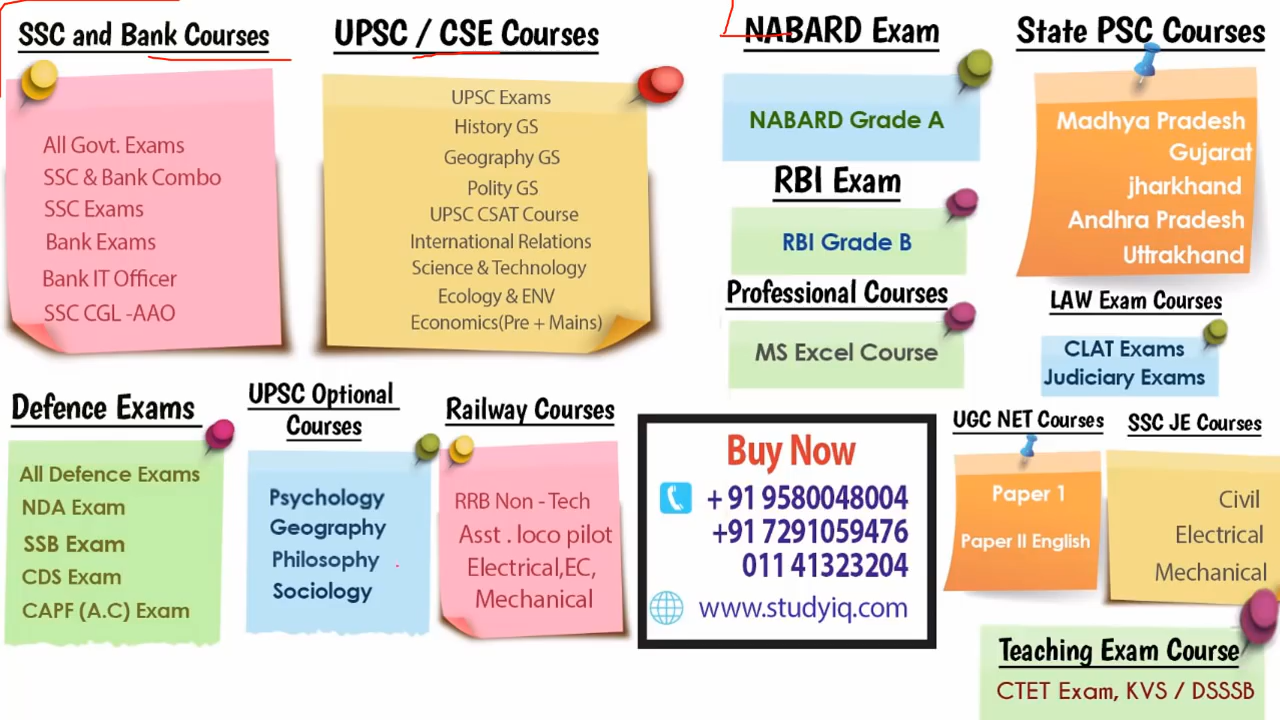 SSC and Bank Courses
All Govt. Exams
SSC & Bank Combo
SSC Exams
Bank Exams
Bank IT Officer
SSC CGL -AAO
UPSC / CSE Courses
UPSC Exams
History GS
Geography GS
Polity GS
UPSC CSAT Course
International Relations
Science & Technology
Ecology & ENV
Economics(Pre + Mains)
NABARD Exam
NABARD Grade A
RBI Exam
RBI Grade B
Professional Courses
MS Excel Course
State PSC Courses
Madhya Pradesh
Gujarat
jharkhand
Andhra Pradesh
Uttrakhand
LAW Exam Courses
CLAT Exams
Judiciary Exams
Defence Exams
All Defence Exams
NDA Exam
SSB Exam
CDS Exam
CAPF (A.C) Exam
UPSC Optional
Courses
Psychology
Geography
Philosophy
Sociology
Railway Courses
RRB Non - Tech
Asst . loco pilot
Electrical,EC,
Mechanical
Buy Now
+ 91 9580048004
+91 7291059476
011 41323204
www.studyiq.com
UGC NET Courses
Paper 1
Paper II English
SSC JE Courses
Civil
Electrical
Mechanical
Teaching Exam Course
CTET Exam, KVS / DSSSB